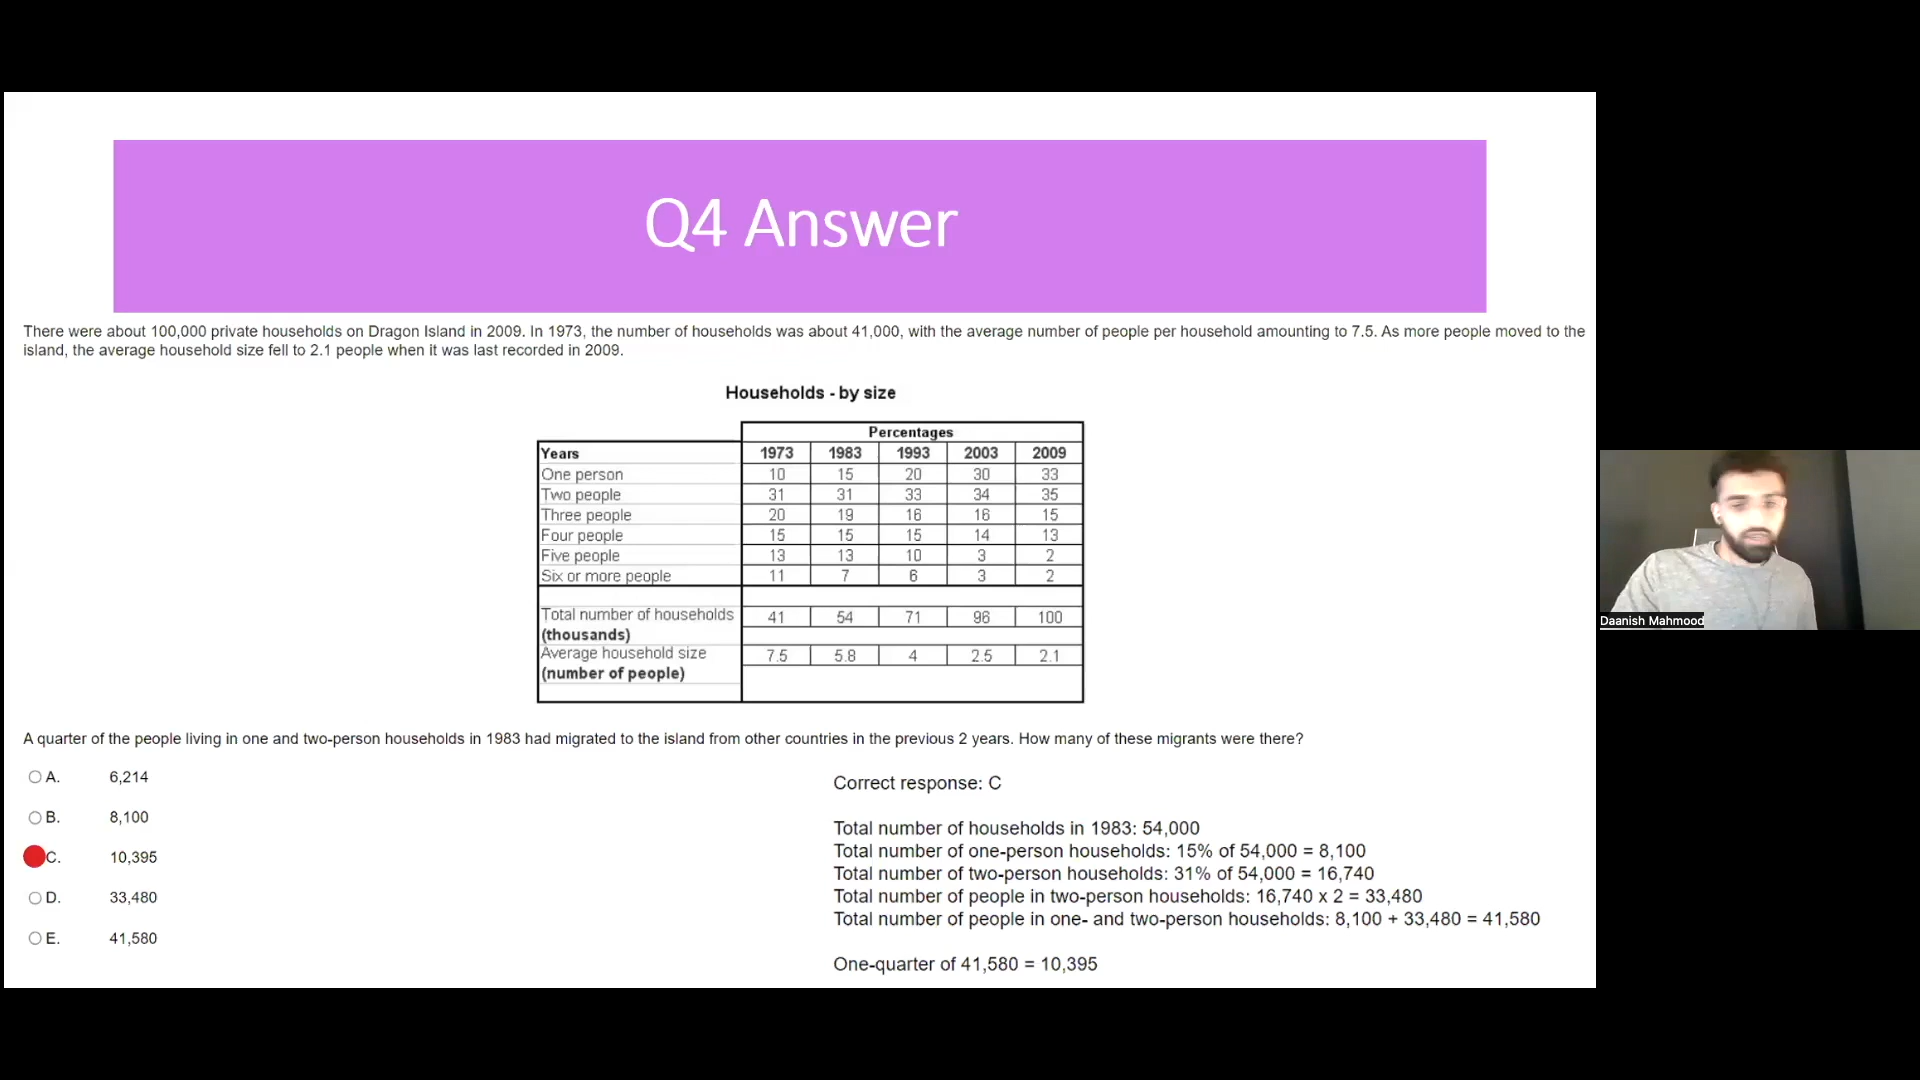 Q4 Answer
There were about 100,000 private households on Dragon Island in 2009. In 1973, the number of households was about 41,000, with the average number of people per household amounting to 7.5. As more people moved to the
island, the average household size fell to 2.1 people when it was last recorded in 2009.
Households - by size
Percentages
Years 1973 1983 1993 2003 2009
One person 10 15 20 30 33
Two people 31 31 33 34 35
Three people 20 19 16 16 15
Four people 15 15 15 14 13
Five people 13 13 10 3 2
Six or more people 11 7 6 3 2
Total number of households 41 54 71 96 100
(thousands)
Average household size 7.5 5.8 4 2.5 2.1
(number of people)
A quarter of the people living in one and two-person households in 1983 had migrated to the island from other countries in the previous 2 years. How many of these migrants were there?
A. 6,214
B. 8,100
C. 10,395
D. 33,480
E. 41,580
Correct response: C
Total number of households in 1983: 54,000
Total number of one-person households: 15% of 54,000 = 8,100
Total number of two-person households: 31% of 54,000 = 16,740
Total number of people in two-person households: 16,740 x 2 = 33,480
Total number of people in one- and two-person households: 8,100 + 33,480 = 41,580
One-quarter of 41,580 = 10,395
Daanish Mahmood